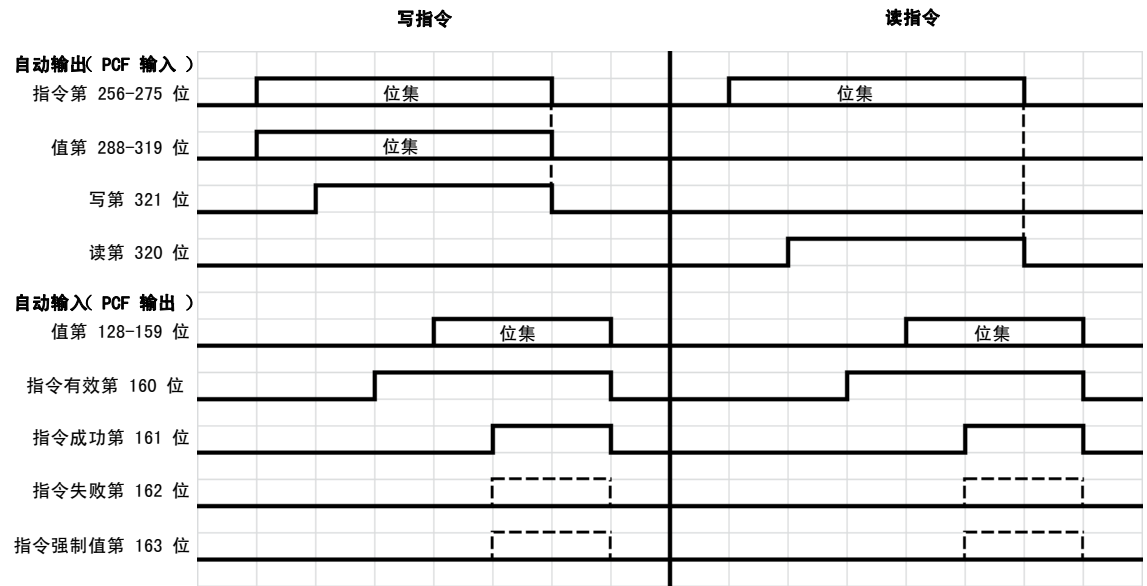 写指令 读指令
自动输出( PCF 输入 )
指令第 256-275 位 位集 位集
值第 288-319 位 位集
写第 321 位
读第 320 位
自动输入( PCF 输出 )
值第 128-159 位 位集 位集
指令有效第 160 位
指令成功第 161 位
指令失败第 162 位
指令强制值第 163 位